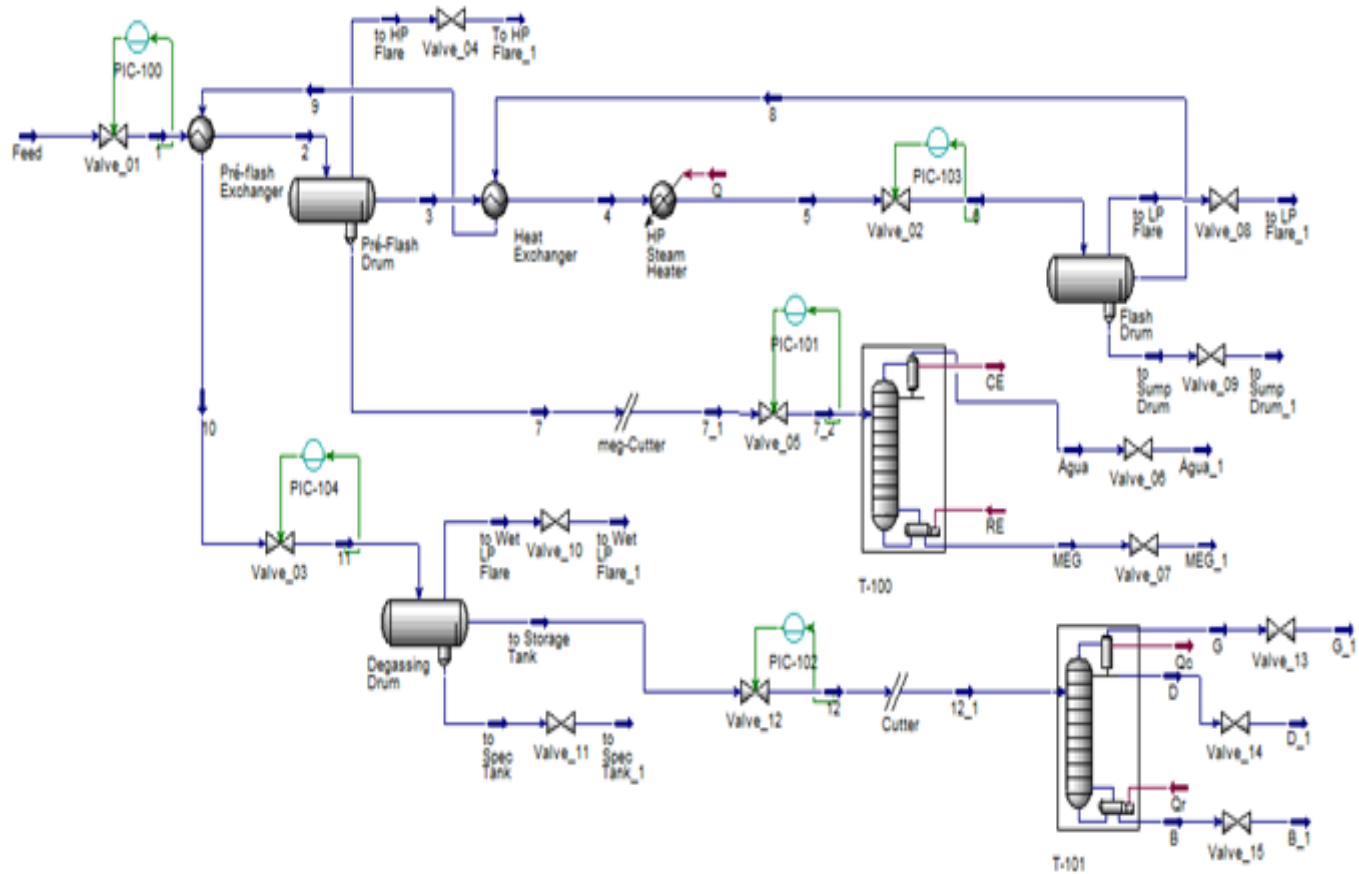 to HP
Flare
Valve_04
To HP
Flare_1
PIC-100
9
8
Feed
Valve_01
1
2
Pré-flash
Exchanger
3
4
Q
5
PIC-103
Valve_02
6
to LP
Flare
Valve_08
to LP
Flare_1
Pré-Flash
Drum
Heat
Exchanger
HP
Steam
Heater
Flash
Drum
to
Sump
Drum
Valve_09
to
Sump
Drum_1
PIC-101
CE
10
7
meg-Cutter
7_1
Valve_05
7_2
Agua
Valve_06
Agua_1
PIC-104
RE
MEG
Valve_07
MEG_1
T-100
Valve_03
11
to Wet
LP
Flare
Valve_10
to Wet
LP
Flare_1
Degassing
Drum
to Storage
Tank
PIC-102
Valve_12
12
Cutter
12_1
G
Valve_13
G_1
Qc
D
Valve_14
D_1
to
Spec
Tank
Valve_11
to
Spec
Tank_1
Qr
B
Valve_15
B_1
T-101